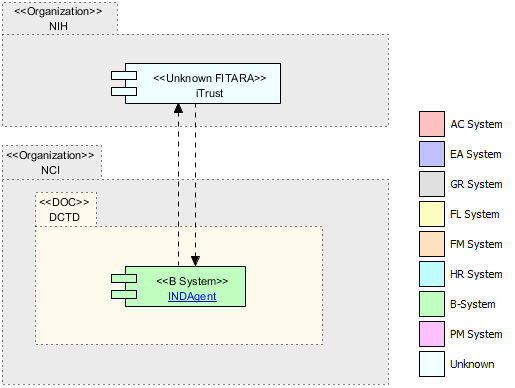 <<Organization>>
NIH
<<Unknown FITARA>>
iTrust
<<Organization>>
NCI
<<DOC>>
DCTD
<<B System>>
INDAgent
AC System
EA System
GR System
FL System
FM System
HR System
B-System
PM System
Unknown